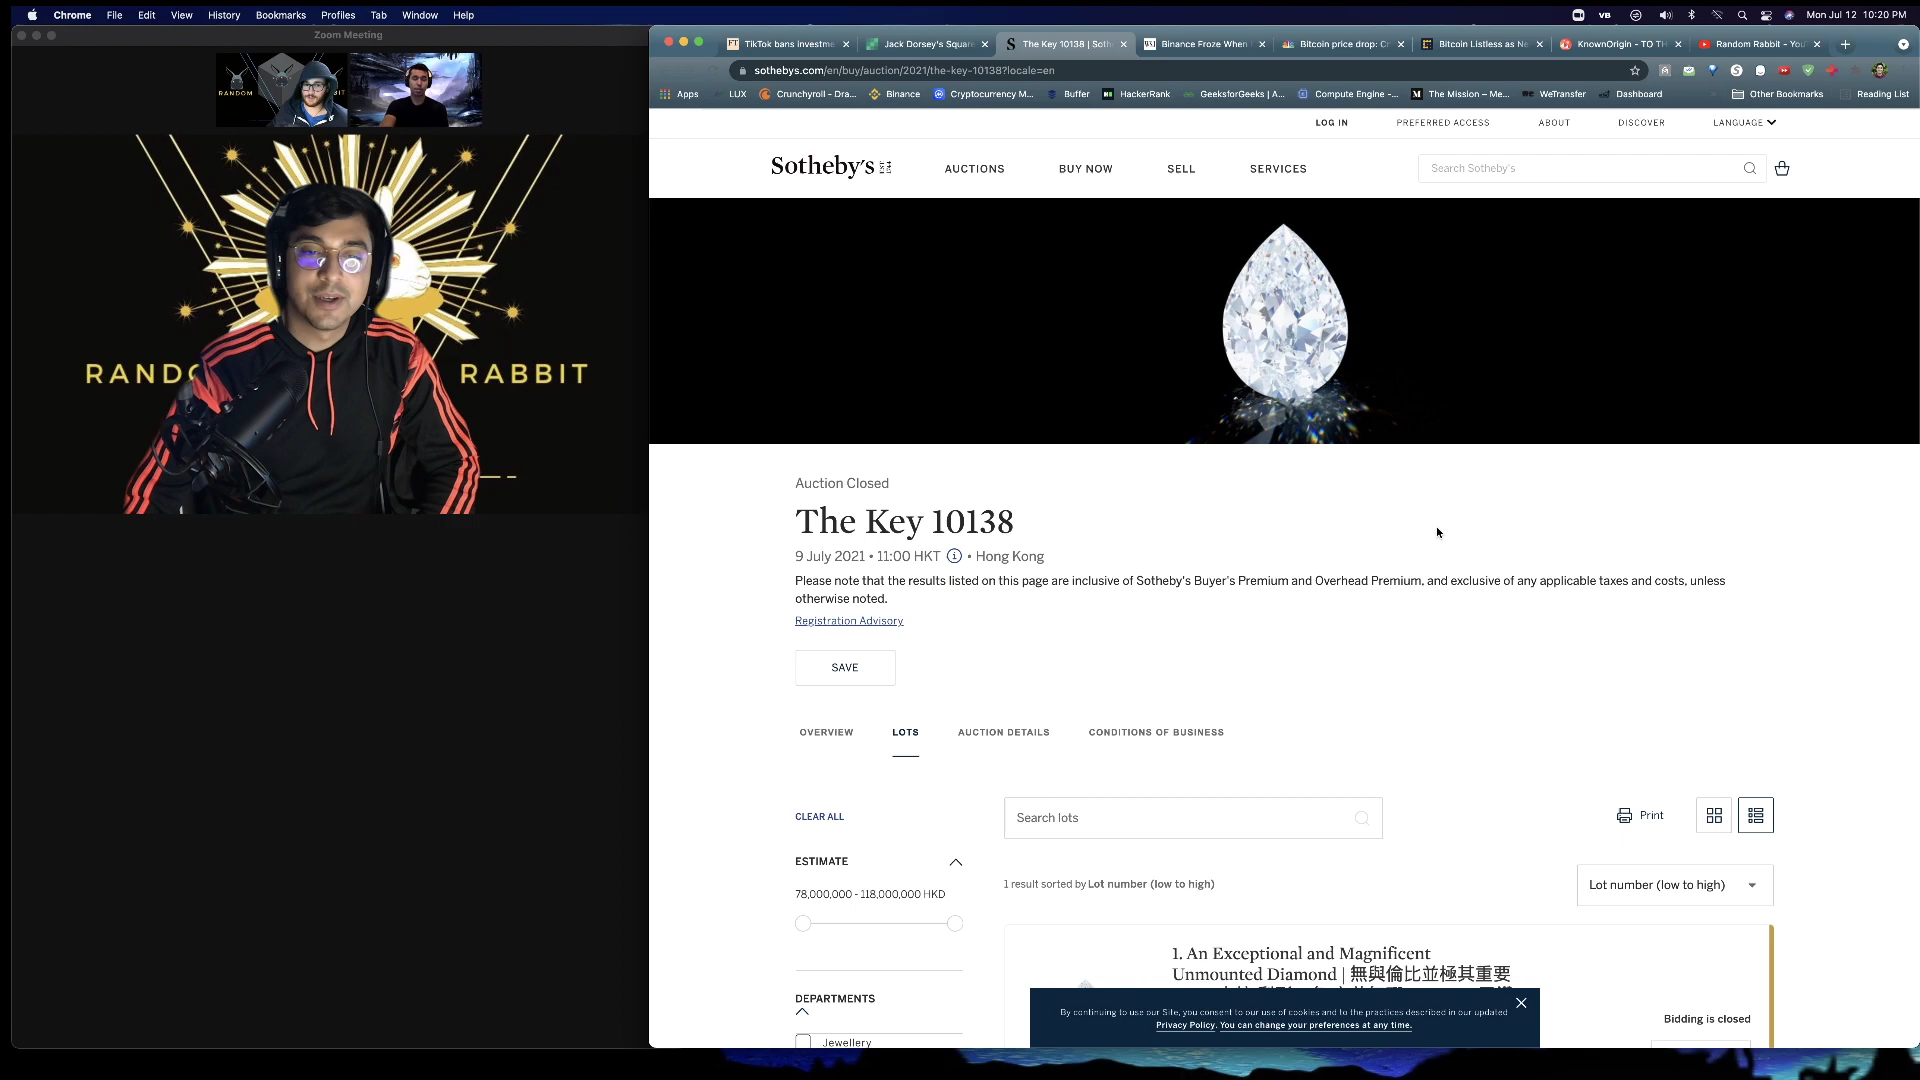 Chrome File Edit View History Bookmarks Profiles Tab Window Help
VB
Mon Jul 12 10:20 PM
Zoom Meeting
RANDOM
BIT
RAND
RABBIT
TikTok bans investme
Jack Dorsey's Square
The Key 10138 | Soth
Binance Froze When
Bitcoin price drop: Cr
Bitcoin Listless as Ne
KnownOrigin - TO TH
Random Rabbit - You
sothebys.com/en/buy/auction/2021/the-key-10138?locale=en
Apps LUX Crunchyroll - Dra... Binance Cryptocurrency M... Buffer HackerRank GeeksforGeeks | A... Compute Engine -... The Mission – Me... WeTransfer Dashboard Other Bookmarks Reading List
LOG IN PREFERRED ACCESS ABOUT DISCOVER LANGUAGE
Sotheby's
AUCTIONS BUY NOW SELL SERVICES
Search Sotheby's
Auction Closed
The Key 10138
9 July 2021 • 11:00 HKT • Hong Kong
Please note that the results listed on this page are inclusive of Sotheby's Buyer's Premium and Overhead Premium, and exclusive of any applicable taxes and costs, unless
otherwise noted.
Registration Advisory
SAVE
OVERVIEW LOTS AUCTION DETAILS CONDITIONS OF BUSINESS
CLEAR ALL
Search lots
Print
ESTIMATE
78,000,000 - 118,000,000 HKD
1 result sorted by Lot number (low to high)
Lot number (low to high)
DEPARTMENTS
Jewellery
1. An Exceptional and Magnificent
Unmounted Diamond | 無與倫比並極其重要
Bidding is closed
By continuing to use our Site, you consent to our use of cookies and to the practices described in our updated
Privacy Policy. You can change your preferences at any time.